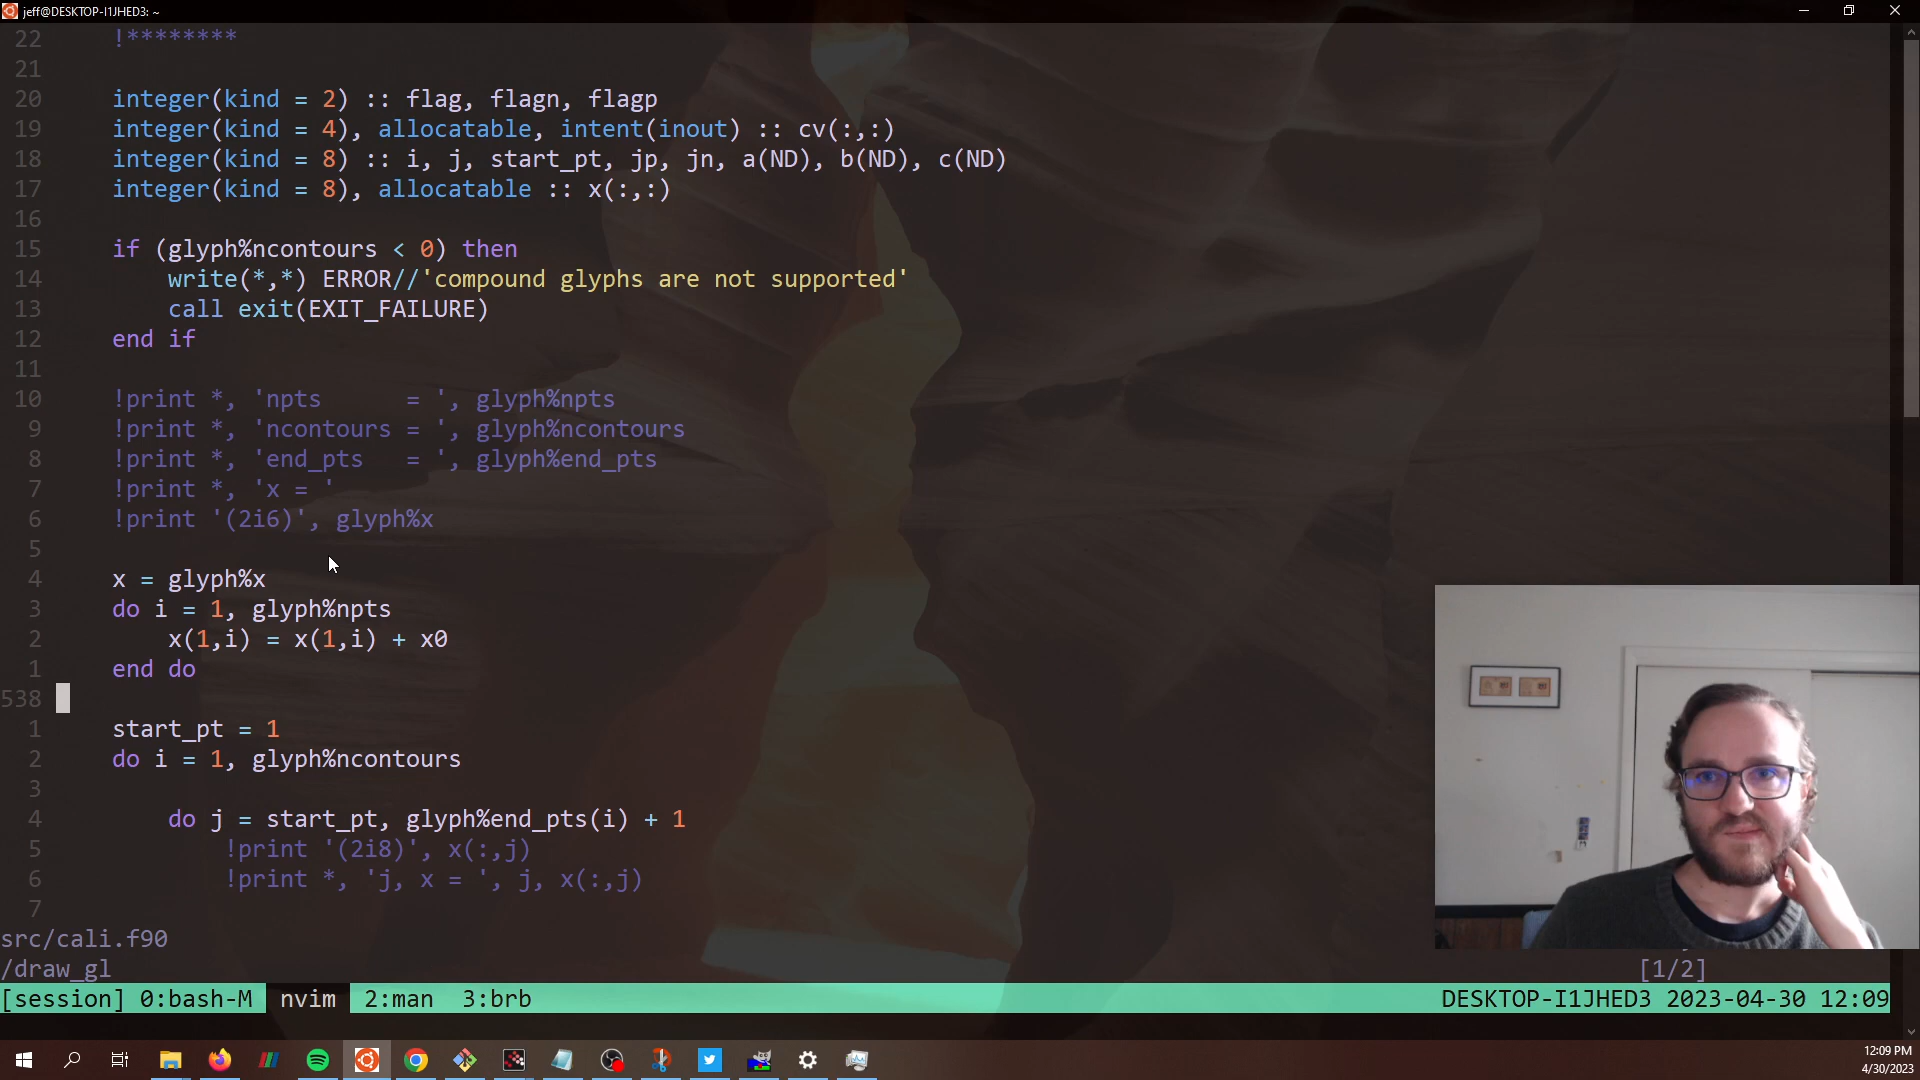 jeff@DESKTOP-I1JHED3: ~
22 !********
21
20 integer(kind = 2) :: flag, flagn, flagp
19 integer(kind = 4), allocatable, intent(inout) :: cv(:,:)
18 integer(kind = 8) :: i, j, start_pt, jp, jn, a(ND), b(ND), c(ND)
17 integer(kind = 8), allocatable :: x(:,:)
16
15 if (glyph%ncontours < 0) then
14 write(*,*) ERROR//'compound glyphs are not supported'
13 call exit(EXIT_FAILURE)
12 end if
11
10 !print *, 'npts      = ', glyph%npts
9 !print *, 'ncontours = ', glyph%ncontours
8 !print *, 'end_pts   = ', glyph%end_pts
7 !print *, 'x = '
6 !print '(2i6)', glyph%x
5
4 x = glyph%x
3 do i = 1, glyph%npts
2 x(1,i) = x(1,i) + x0
1 end do
538
1 start_pt = 1
2 do i = 1, glyph%ncontours
3
4 do j = start_pt, glyph%end_pts(i) + 1
5 !print '(2i8)', x(:,j)
6 !print *, 'j, x = ', j, x(:,j)
7
src/cali.f90
/draw_gl [1/2]
[session] 0:bash-M nvim 2:man 3:brb DESKTOP-I1JHED3 2023-04-30 12:09
12:09 PM
4/30/2023